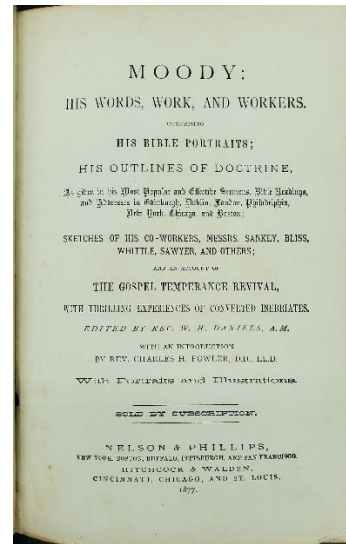 MOODY:
HIS WORDS, WORK, AND WORKERS.
COMPRISING
HIS BIBLE PORTRAITS;
HIS OUTLINES OF DOCTRINE,
As given in his Most Popular and Effective Sermons, Bible Readings,
and Addresses in Edinburgh, Dublin, London, Philadelphia,
New York, Chicago, and Boston;
SKETCHES OF HIS CO-WORKERS, MESSRS. SANKEY, BLISS,
WHITTLE, SAWYER, AND OTHERS;
AND AN ACCOUNT OF
THE GOSPEL TEMPERANCE REVIVAL,
WITH THRILLING EXPERIENCES OF CONVERTED INEBRIATES.
EDITED BY REV. W. H. DANIELS, A.M.
WITH AN INTRODUCTION
BY REV. CHARLES H. FOWLER, D.D., LL.D.
With Portraits and Illustrations.
SOLD BY SUBSCRIPTION.
NELSON & PHILLIPS,
NEW YORK, BOSTON, BUFFALO, PITTSBURGH, AND SAN FRANCISCO.
HITCHCOCK & WALDEN,
CINCINNATI, CHICAGO, AND ST. LOUIS.
1877.